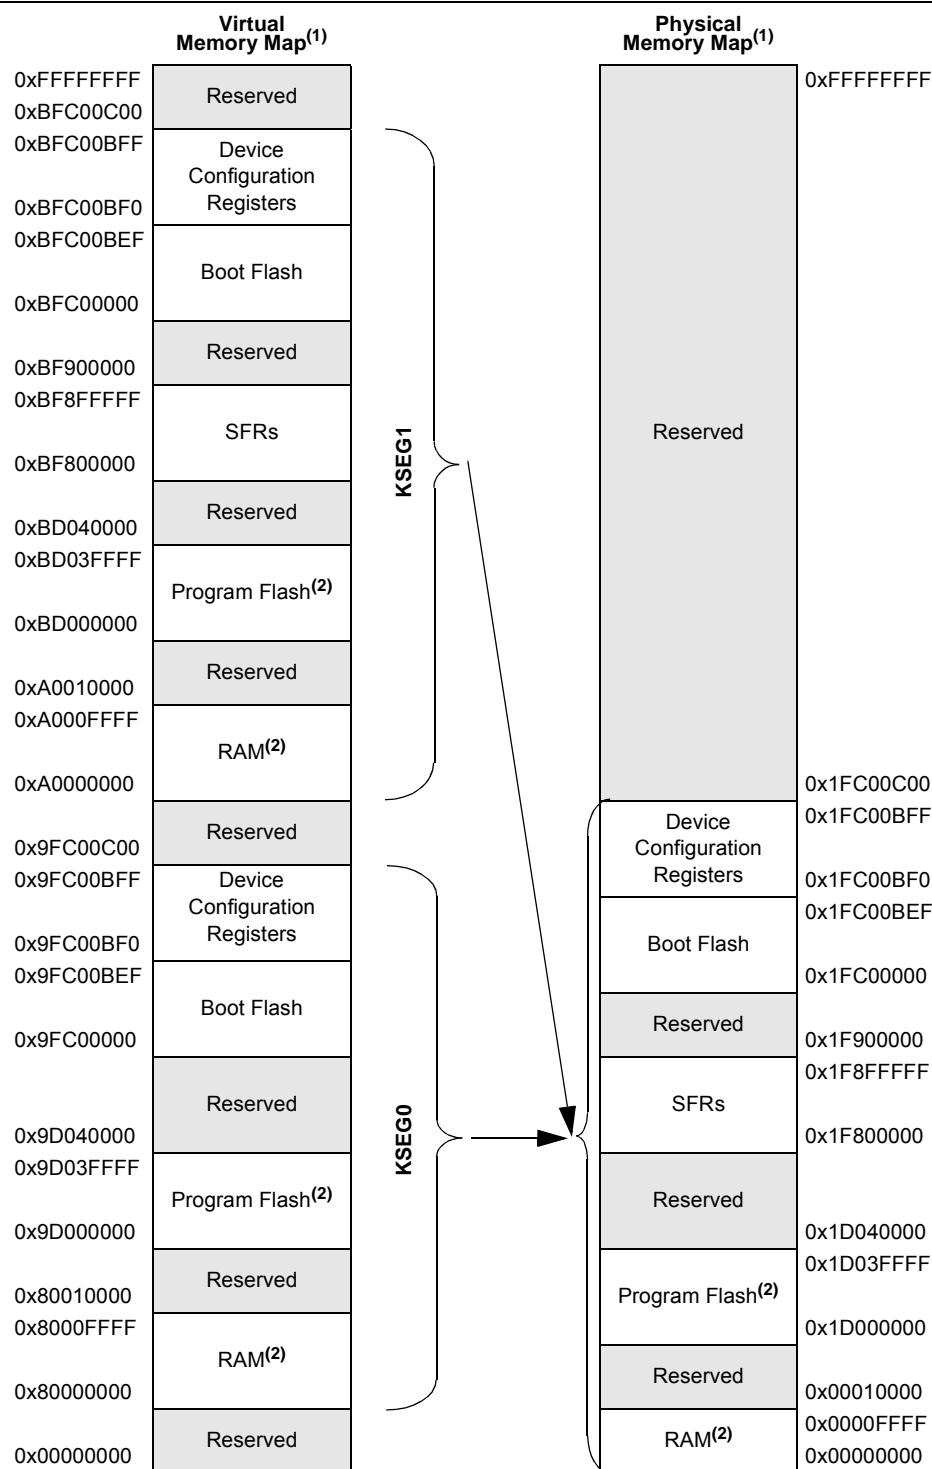 Virtual
Memory Map(1)
0xFFFFFFFF
Reserved
0xBFC00C00
0xBFC00BFF
Device
Configuration
Registers
0xBFC00BF0
0xBFC00BEF
Boot Flash
0xBFC00000
Reserved
0xBF900000
0xBF8FFFFF
SFRs
0xBF800000
Reserved
0xBD040000
0xBD03FFFF
Program Flash(2)
0xBD000000
Reserved
0xA0010000
0xA000FFFF
RAM(2)
0xA0000000
Reserved
0x9FC00C00
0x9FC00BFF
Device
Configuration
Registers
0x9FC00BF0
0x9FC00BEF
Boot Flash
0x9FC00000
Reserved
0x9D040000
0x9D03FFFF
Program Flash(2)
0x9D000000
Reserved
0x80010000
0x8000FFFF
RAM(2)
0x80000000
Reserved
0x00000000
KSEG1
KSEG0
Physical
Memory Map(1)
0xFFFFFFFF
Reserved
0x1FC00C00
0x1FC00BFF
Device
Configuration
Registers
0x1FC00BF0
0x1FC00BEF
Boot Flash
0x1FC00000
Reserved
0x1F900000
0x1F8FFFFF
SFRs
0x1F800000
Reserved
0x1D040000
0x1D03FFFF
Program Flash(2)
0x1D000000
Reserved
0x00010000
0x0000FFFF
RAM(2)
0x00000000